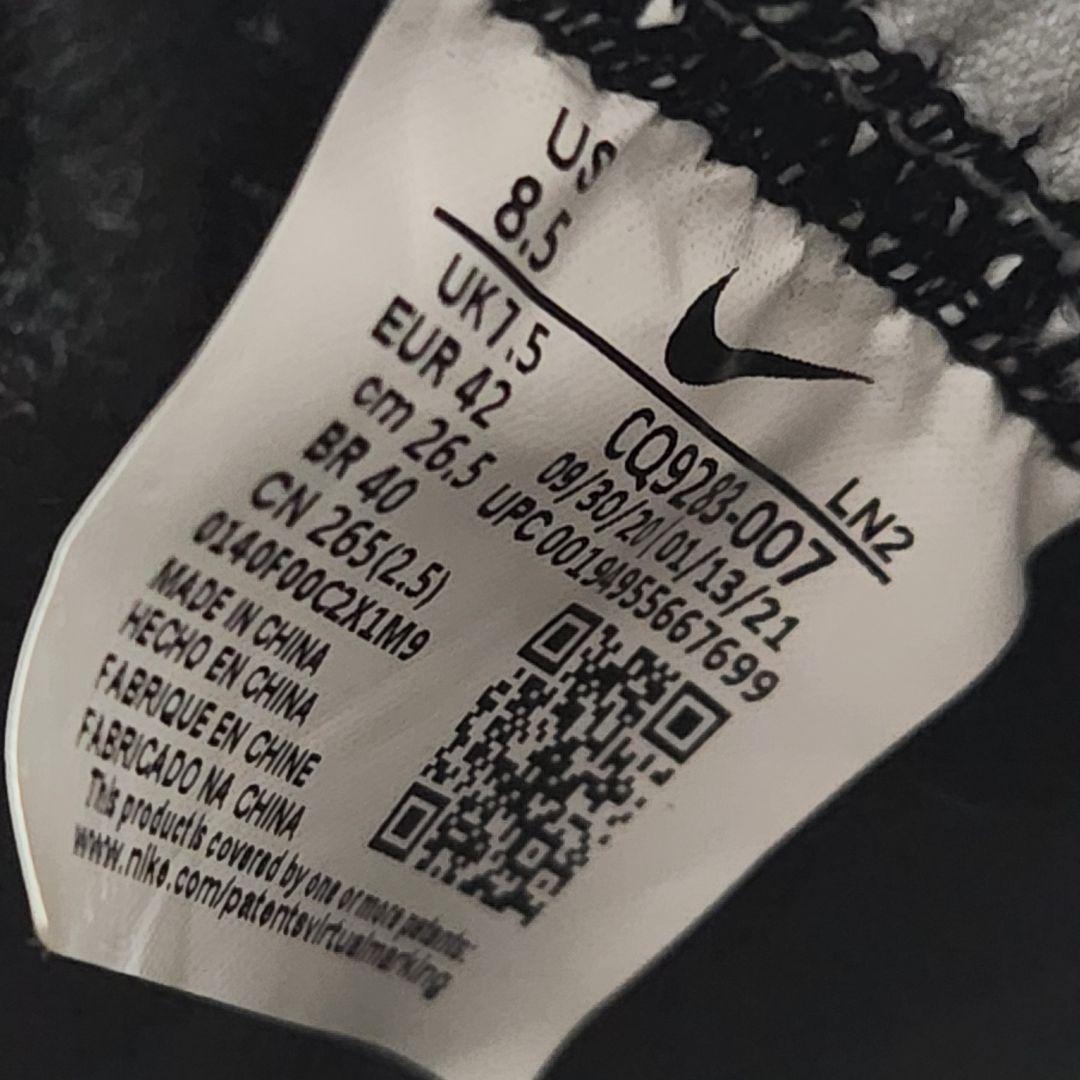 US
8.5
LN2
UK7.5
EUR 42
cm 26.5
BR 40
CN 265(2.5)
0140F00C2X1M9
MADE IN CHINA
HECHO EN CHINA
FABRIQUE EN CHINE
FABRICADO NA CHINA
This product is covered by one or more patents:
www.nike.com/patentsvirtualmarking
CQ9283-007
09/30/20|01/13/21
UPC 00194955667699